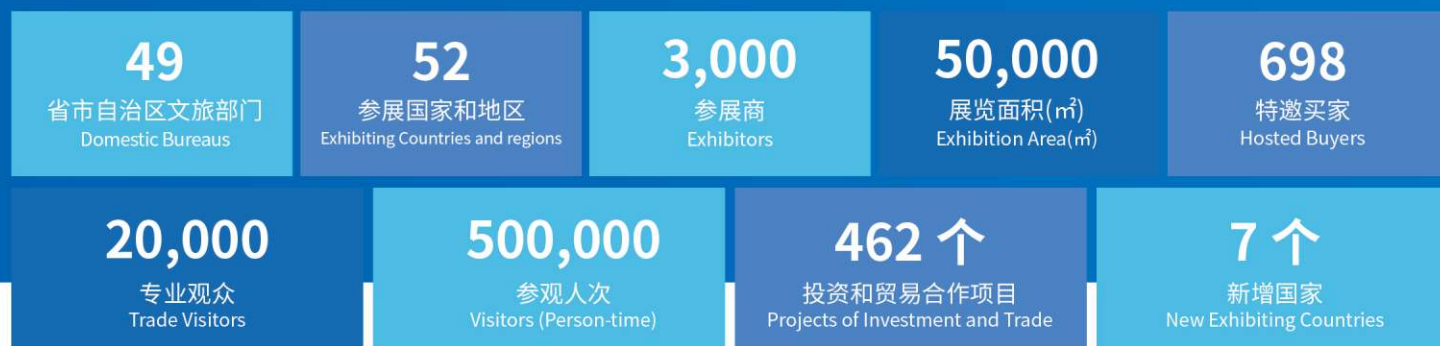 49
省市自治区文旅部门
Domestic Bureaus
52
参展国家和地区
Exhibiting Countries and regions
3,000
参展商
Exhibitors
50,000
展览面积(㎡)
Exhibition Area(㎡)
698
特邀买家
Hosted Buyers
20,000
专业观众
Trade Visitors
500,000
参观人次
Visitors (Person-time)
462 个
投资和贸易合作项目
Projects of Investment and Trade
7 个
新增国家
New Exhibiting Countries